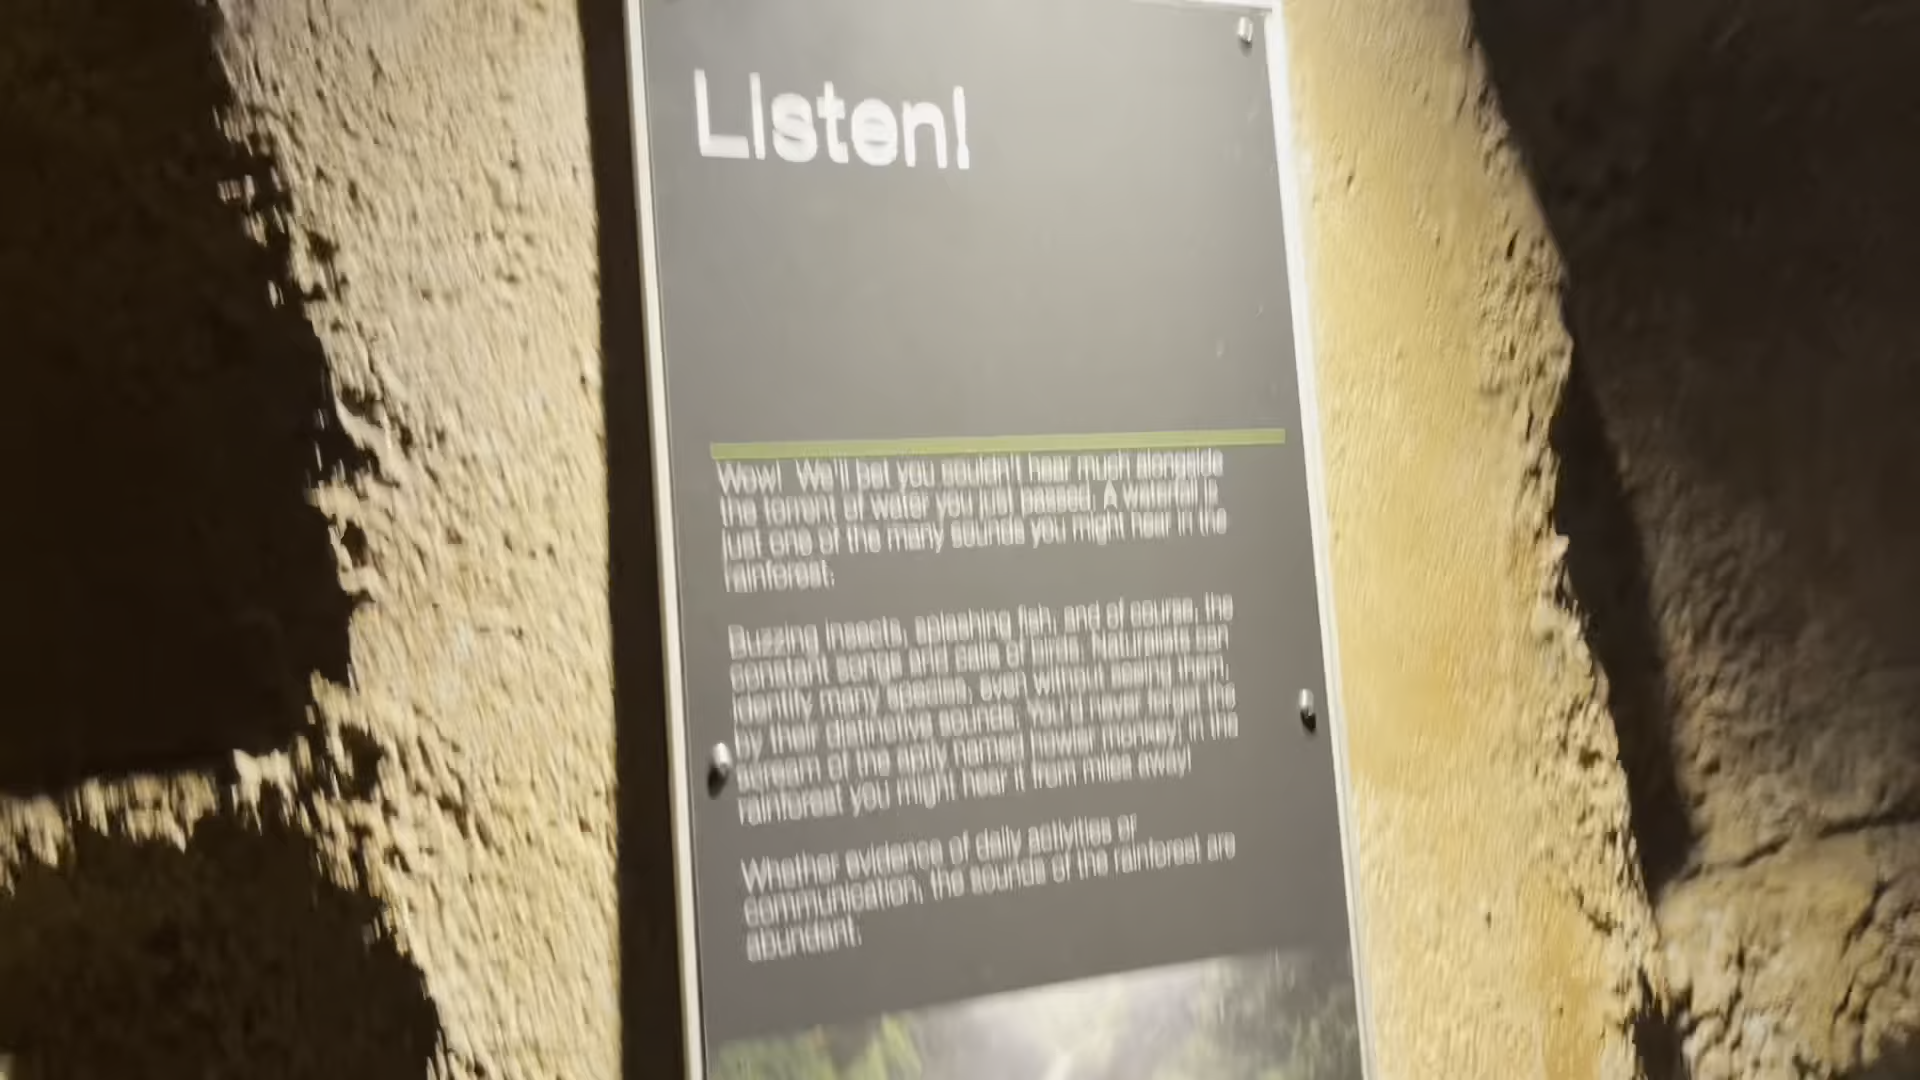 Listen!
Wow! We'll bet you couldn't hear much alongside
the torrent of water you just passed. A waterfall is
just one of the many sounds you might hear in the
rainforest.
Buzzing insects, splashing fish, and of course, the
constant songs and calls of birds. Naturalists can
identify many species, even without seeing them,
by their distinctive sounds. You'll never forget the
scream of the aptly named howler monkey, in the
rainforest you might hear it from miles away!
Whether evidence of daily activities or
communication, the sounds of the rainforest are
abundant.